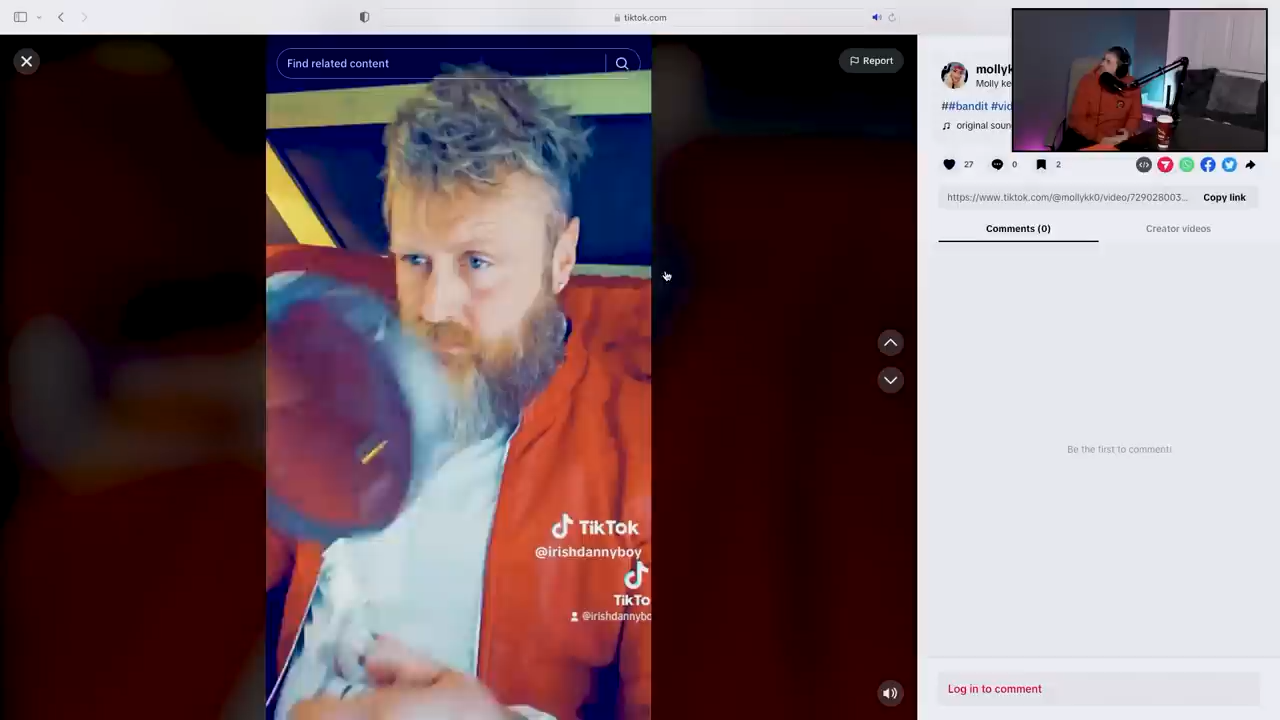 tiktok.com
Find related content
Report
TikTok
@irishdannyboy
TikTo
@irishdannybo
mollyk
Molly ke
##bandit #vid
original soun
27
0
2
https://www.tiktok.com/@mollykk0/video/729028003...
Copy link
Comments (0)
Creator videos
Be the first to comment!
Log in to comment